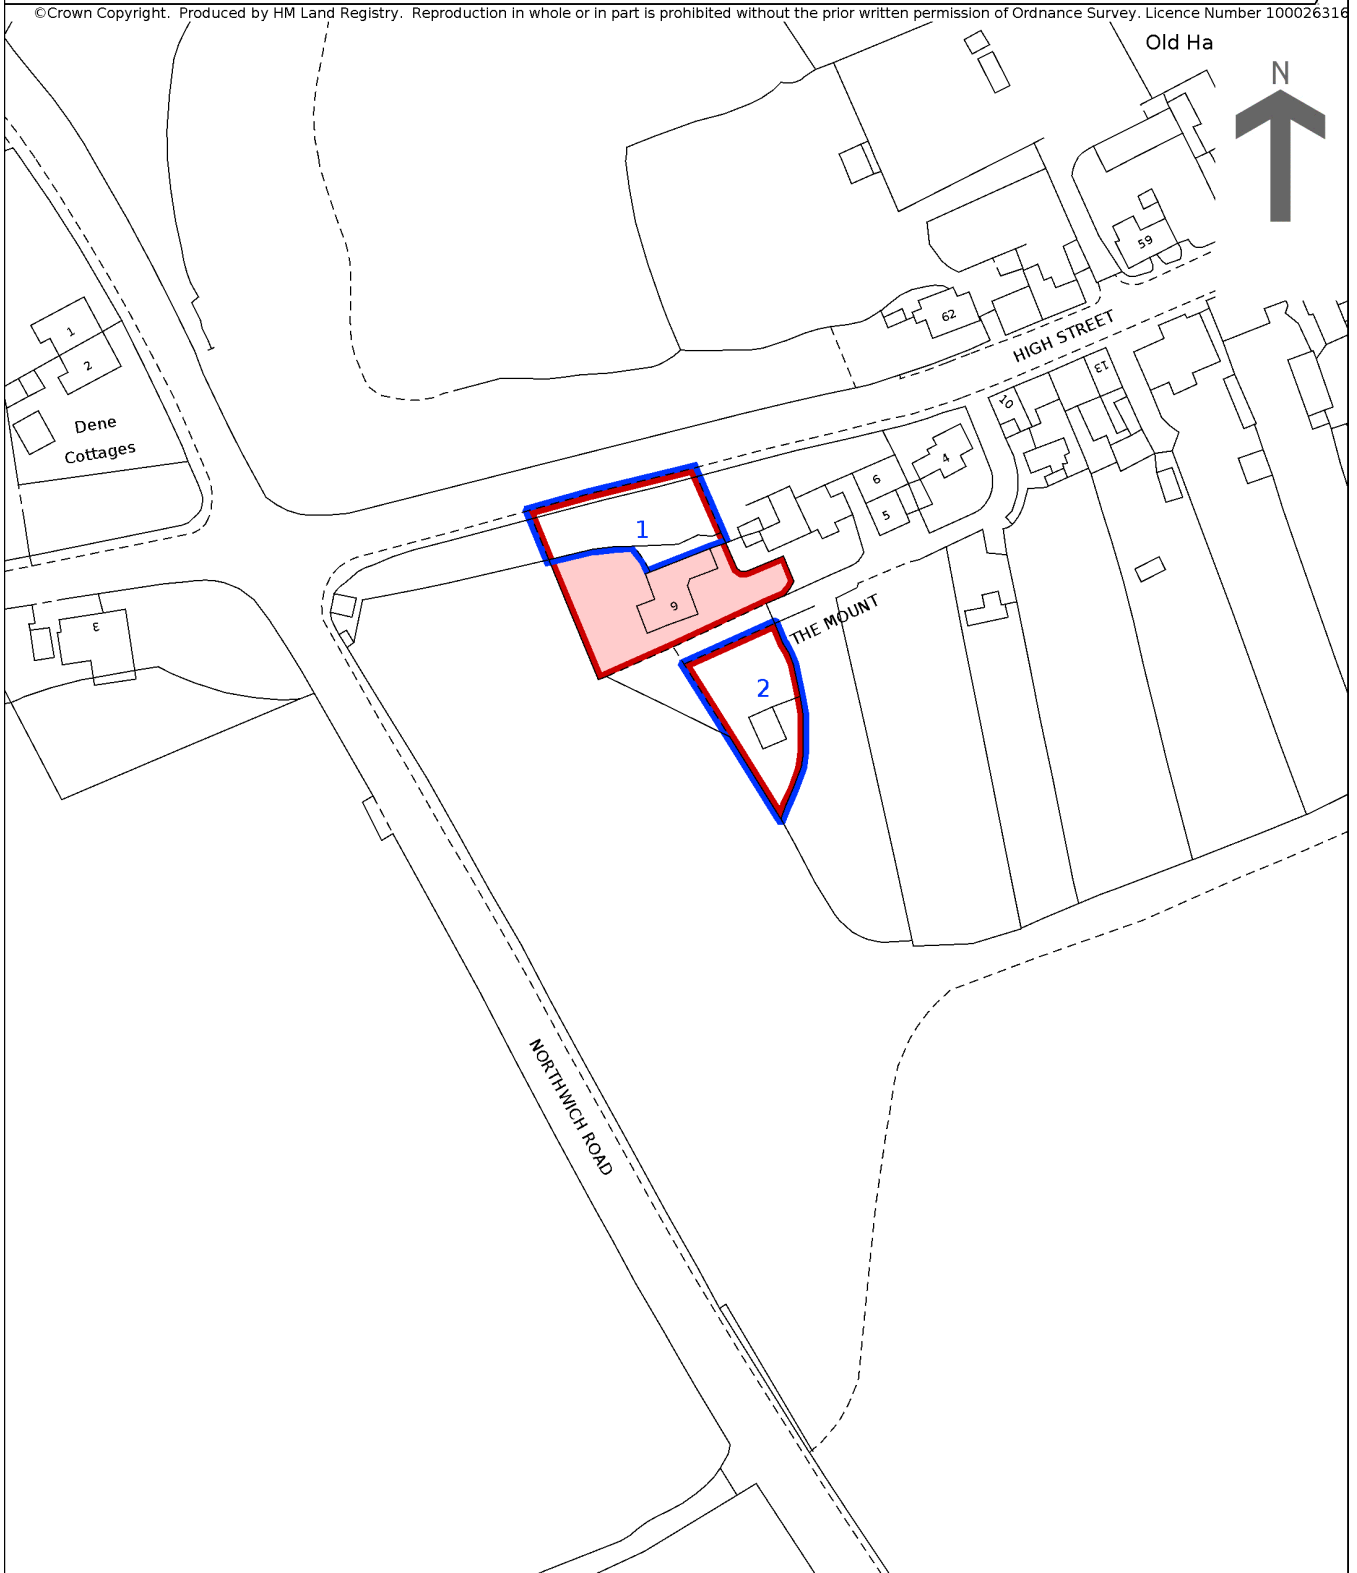 ©Crown Copyright. Produced by HM Land Registry. Reproduction in whole or in part is prohibited without the prior written permission of Ordnance Survey. Licence Number 100026316
Old Ha
N
59
62
HIGH STREET
1
2
13
10
Dene
Cottages
4
6
5
1
9
3
THE MOUNT
2
NORTHWICH ROAD